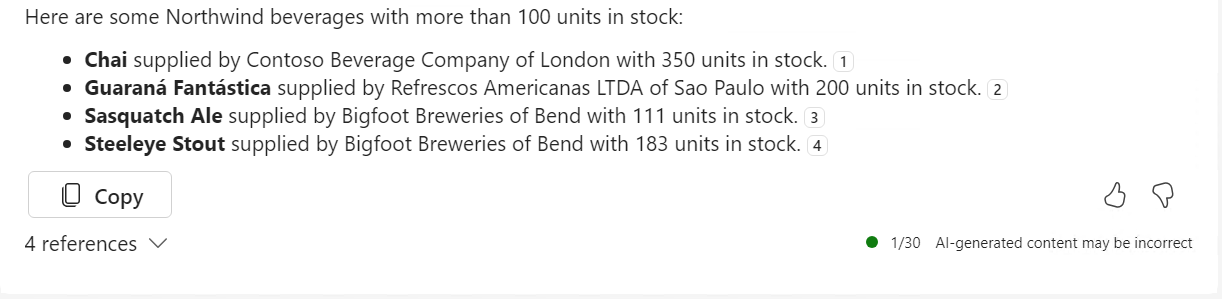 Here are some Northwind beverages with more than 100 units in stock:
• Chai supplied by Contoso Beverage Company of London with 350 units in stock. 1
• Guaraná Fantástica supplied by Refrescos Americanas LTDA of Sao Paulo with 200 units in stock. 2
• Sasquatch Ale supplied by Bigfoot Breweries of Bend with 111 units in stock. 3
• Steeleye Stout supplied by Bigfoot Breweries of Bend with 183 units in stock. 4
Copy
4 references
1/30 AI-generated content may be incorrect